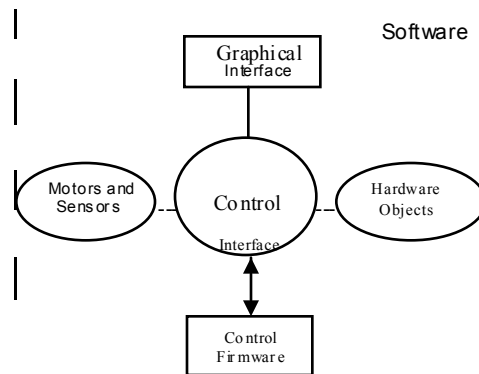 Software
Graphical
Interface
Motors and
Sensors
Control
Interface
Hardware
Objects
Control
Firmware